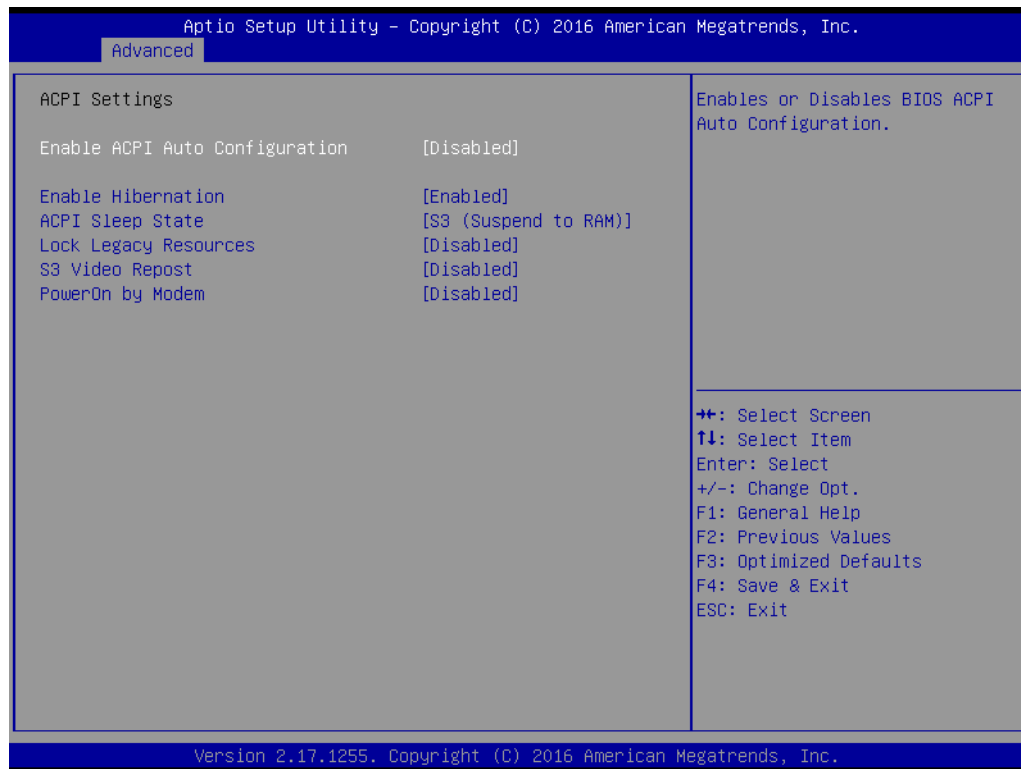 Aptio Setup Utility – Copyright (C) 2016 American Megatrends, Inc.
Advanced
ACPI Settings
Enable ACPI Auto Configuration [Disabled]
Enable Hibernation [Enabled]
ACPI Sleep State [S3 (Suspend to RAM)]
Lock Legacy Resources [Disabled]
S3 Video Repost [Disabled]
PowerOn by Modem [Disabled]
Enables or Disables BIOS ACPI
Auto Configuration.
→←: Select Screen
↑↓: Select Item
Enter: Select
+/-: Change Opt.
F1: General Help
F2: Previous Values
F3: Optimized Defaults
F4: Save & Exit
ESC: Exit
Version 2.17.1255. Copyright (C) 2016 American Megatrends, Inc.